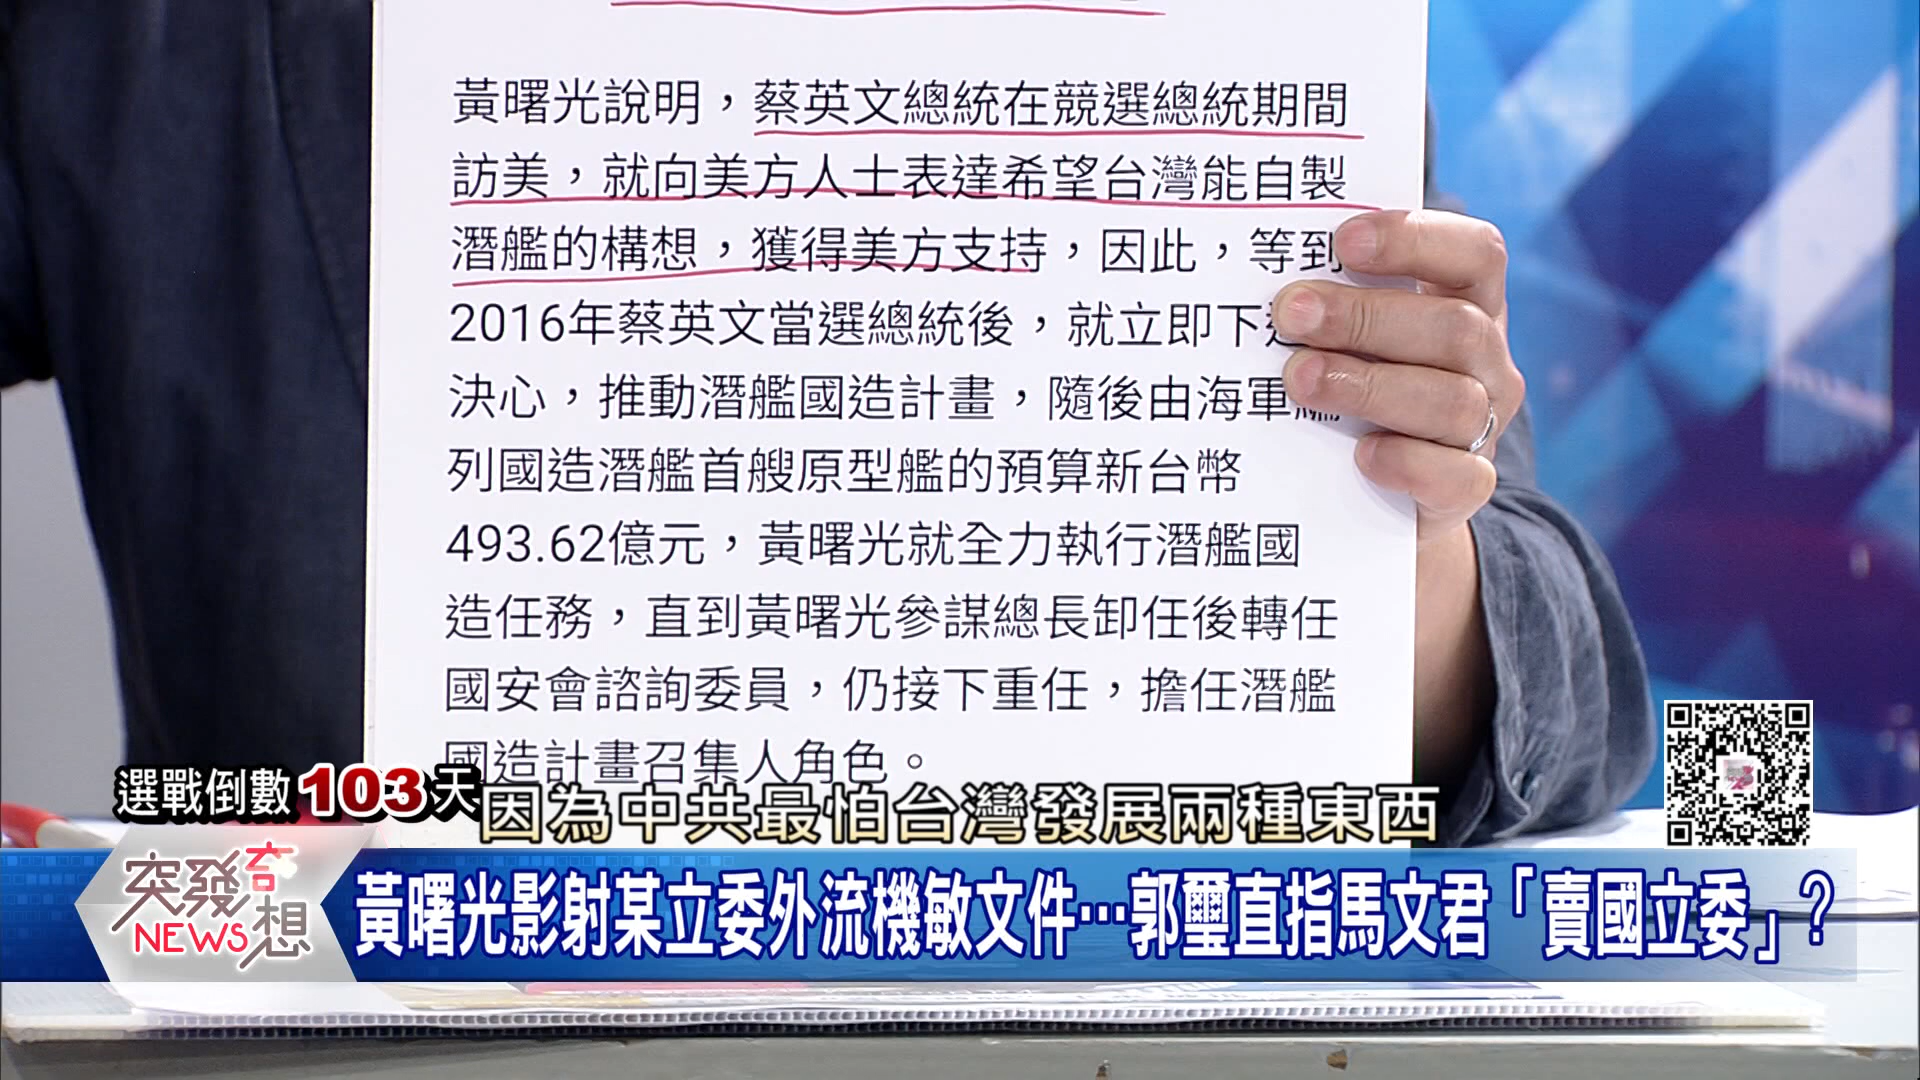 黃曙光說明，蔡英文總統在競選總統期間
訪美，就向美方人士表達希望台灣能自製
潛艦的構想，獲得美方支持，因此，等到
2016年蔡英文當選總統後，就立即下
決心，推動潛艦國造計畫，隨後由海軍編
列國造潛艦首艘原型艦的預算新台幣
493.62億元，黃曙光就全力執行潛艦國
造任務，直到黃曙光參謀總長卸任後轉任
國安會諮詢委員，仍接下重任，擔任潛艦
國造計畫召集人角色。
選戰倒數103天
因為中共最怕台灣發展兩種東西
突發奇想
NEWS
黃曙光影射某立委外流機敏文件…郭璽直指馬文君「賣國立委」？